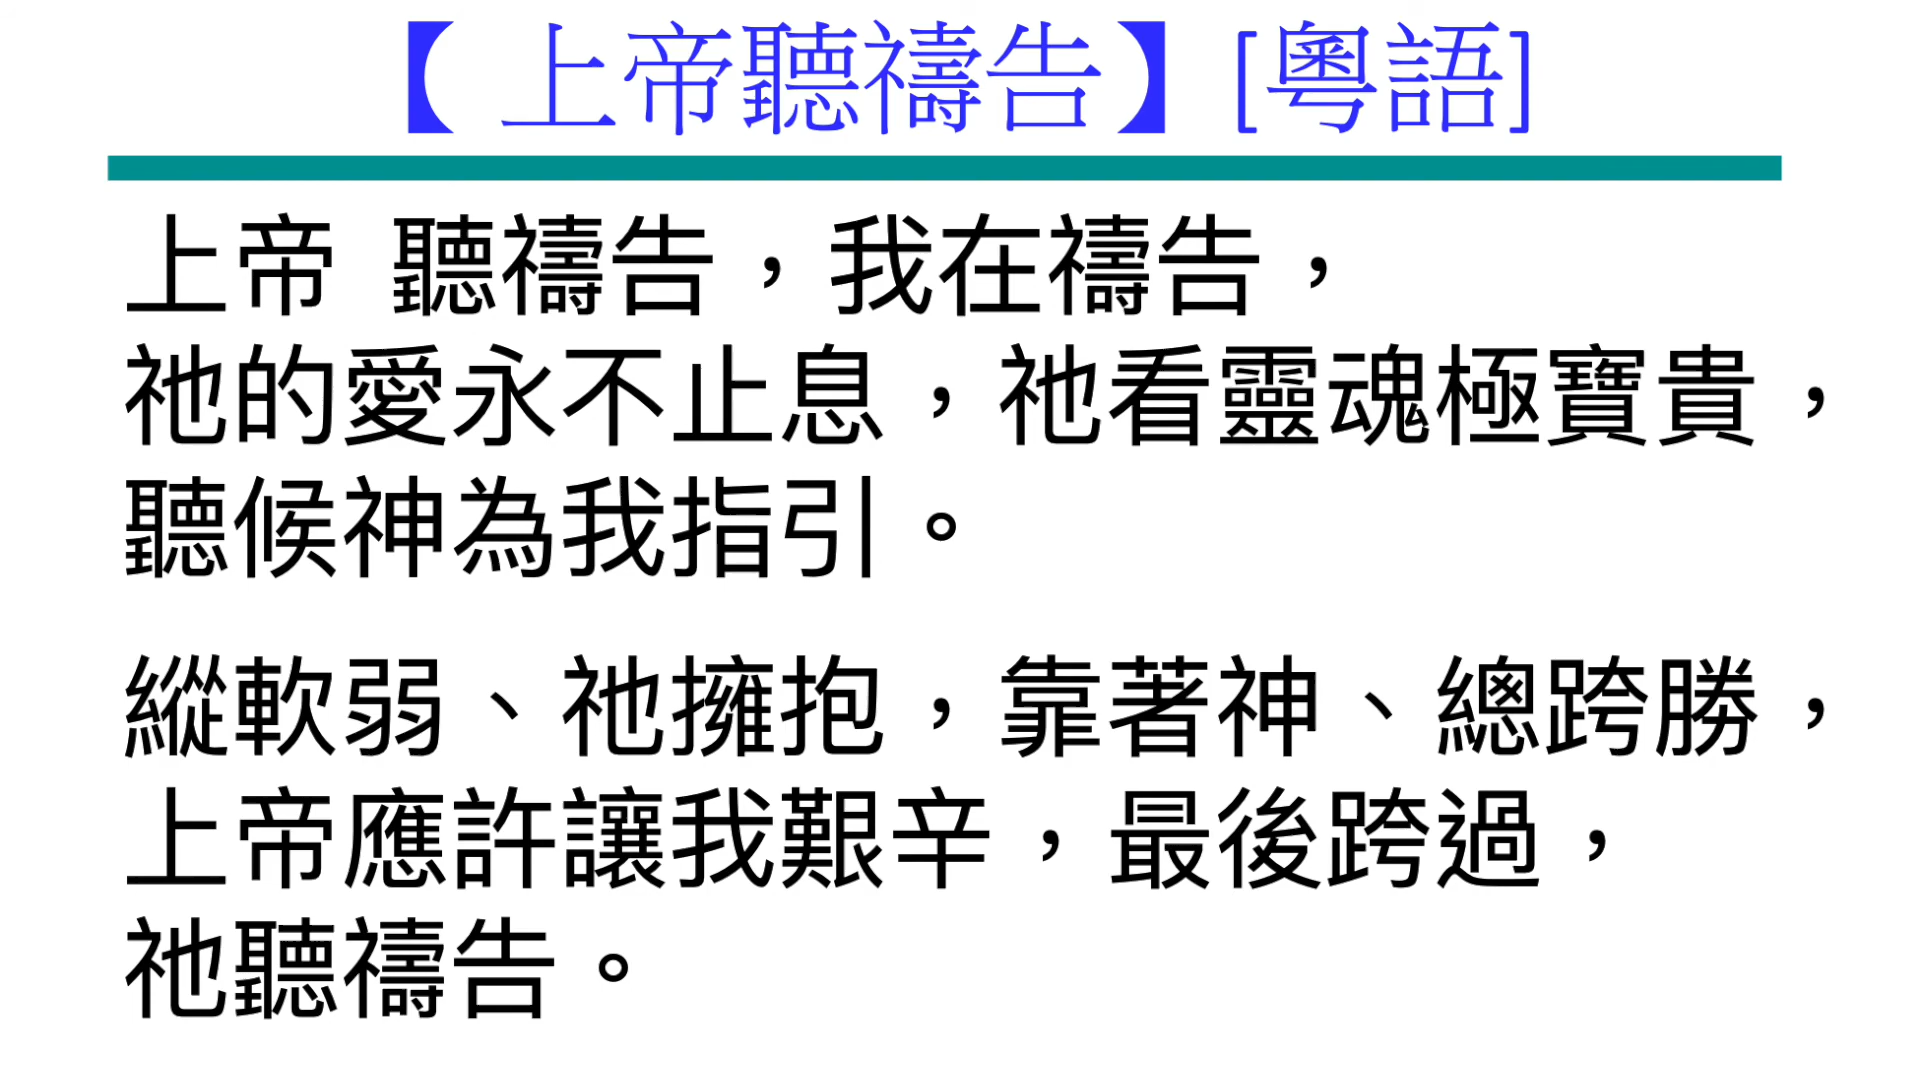 【 上帝聽禱告】[粵語]
上帝 聽禱告，我在禱告，
祂的愛永不止息，祂看靈魂極寶貴，
聽候神為我指引。
縱軟弱、祂擁抱，靠著神、總跨勝，
上帝應許讓我艱辛，最後跨過，
祂聽禱告。